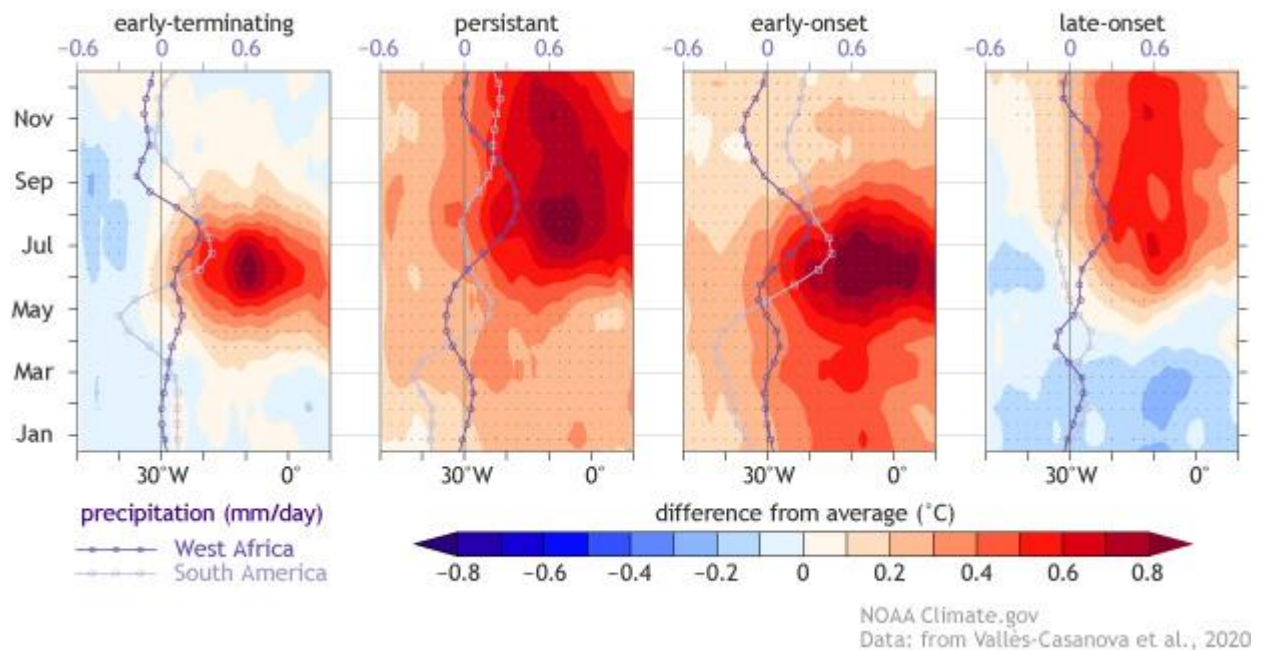 early-terminating persistant early-onset late-onset
−0.6 0 0.6 −0.6 0 0.6 −0.6 0 0.6 −0.6 0 0.6
Nov
Sep
Jul
May
Mar
Jan
30°W 0° 30°W 0° 30°W 0° 30°W 0°
precipitation (mm/day) difference from average (˚C)
West Africa
South America
−0.8 −0.6 −0.4 −0.2 0 0.2 0.4 0.6 0.8
NOAA Climate.gov
Data: from Vallès-Casanova et al., 2020